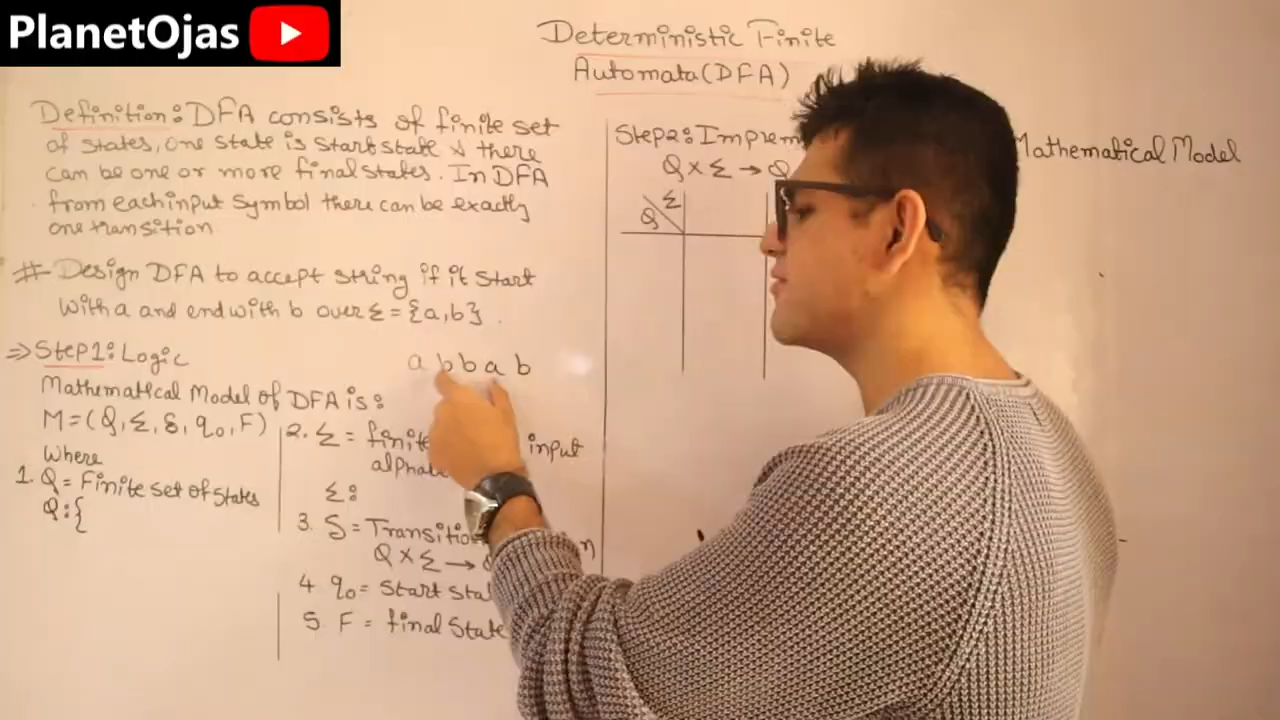 PlanetOjas
Deterministic Finite
Automata (DFA)
Definition: DFA consists of finite set
of states, one state is start state & there
can be one or more final states. In DFA
from each input symbol there can be exactly
one transition
# Design DFA to accept string if it start
with a and end with b over Σ = {a,b}.
⇒ Step1: Logic
a b b a b
Mathematical Model of DFA is:
M = (Q, Σ, δ, q0, F)
Where
1. Q = Finite set of states
Q: {
2. Σ = finite input
Σ:
3. δ =
Q × Σ →
4. q0 = Start
5. F = final State
Step2: Mathematical Model
Q × Σ → Q
Σ
Q